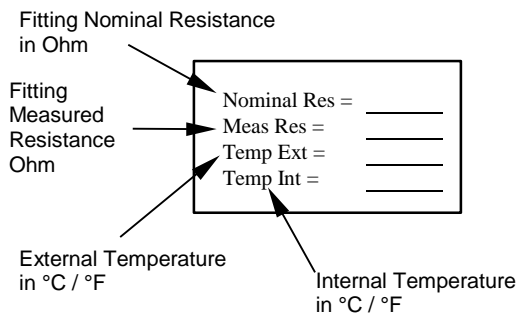 Fitting Nominal Resistance
in Ohm
Fitting
Measured
Resistance
Ohm
Nominal Res =
Meas Res =
Temp Ext =
Temp Int =
External Temperature
in °C / °F
Internal Temperature
in °C / °F